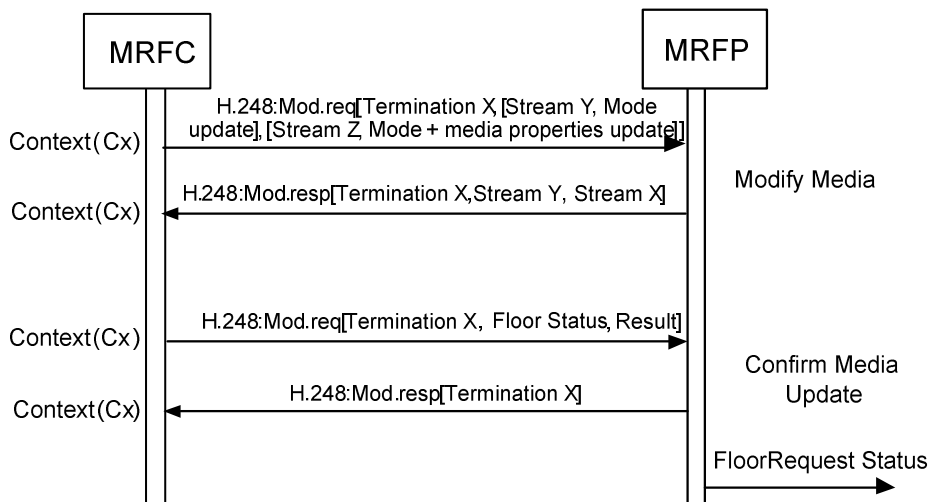 MRFC
MRFP
H.248:Mod.req[Termination X, [Stream Y, Mode
update], [Stream Z, Mode + media properties update]]
Context(Cx)
Modify Media
H.248:Mod.resp[Termination X,Stream Y, Stream X]
Context(Cx)
H.248:Mod.req[Termination X, Floor Status, Result]
Context(Cx)
Confirm Media
Update
H.248:Mod.resp[Termination X]
Context(Cx)
FloorRequest Status